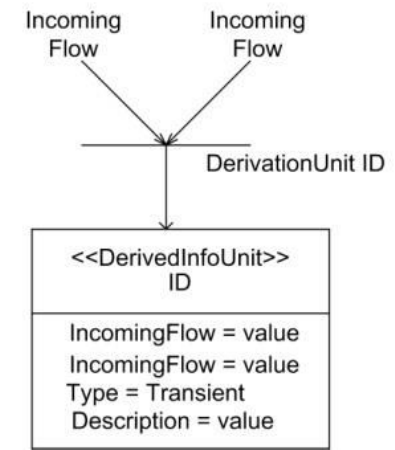 Incoming
Flow
Incoming
Flow
DerivationUnit ID
<<DerivedInfoUnit>>
ID
IncomingFlow = value
IncomingFlow = value
Type = Transient
Description = value